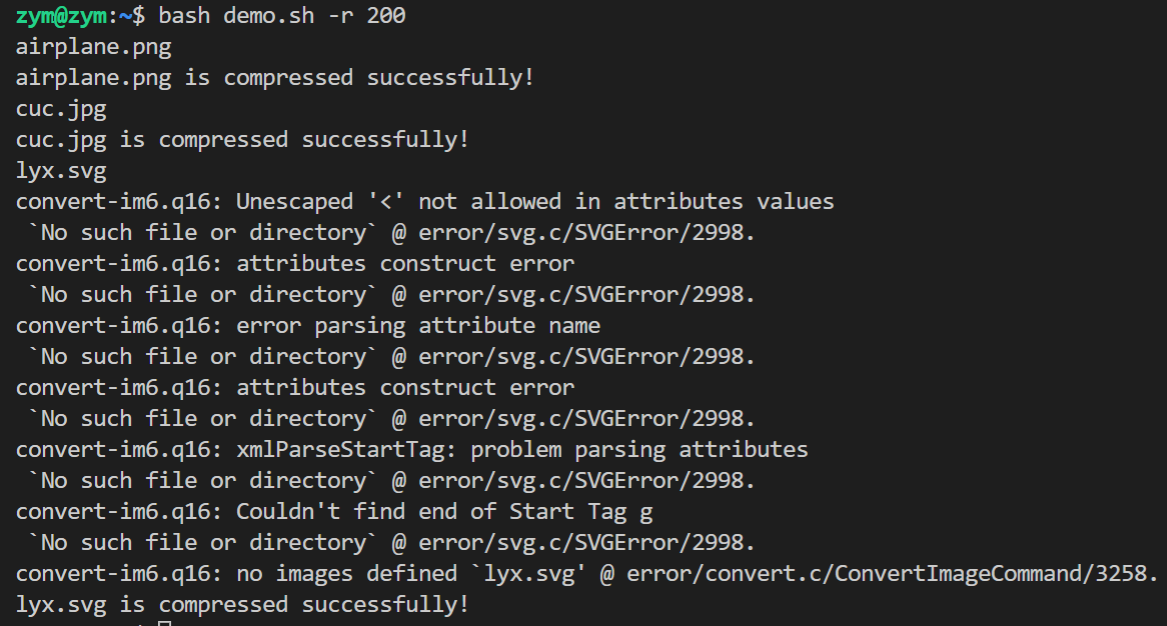 zym@zym:~$ bash demo.sh -r 200
airplane.png
airplane.png is compressed successfully!
cuc.jpg
cuc.jpg is compressed successfully!
lyx.svg
convert-im6.q16: Unescaped '<' not allowed in attributes values
 `No such file or directory` @ error/svg.c/SVGError/2998.
convert-im6.q16: attributes construct error
 `No such file or directory` @ error/svg.c/SVGError/2998.
convert-im6.q16: error parsing attribute name
 `No such file or directory` @ error/svg.c/SVGError/2998.
convert-im6.q16: attributes construct error
 `No such file or directory` @ error/svg.c/SVGError/2998.
convert-im6.q16: xmlParseStartTag: problem parsing attributes
 `No such file or directory` @ error/svg.c/SVGError/2998.
convert-im6.q16: Couldn't find end of Start Tag g
 `No such file or directory` @ error/svg.c/SVGError/2998.
convert-im6.q16: no images defined `lyx.svg' @ error/convert.c/ConvertImageCommand/3258.
lyx.svg is compressed successfully!